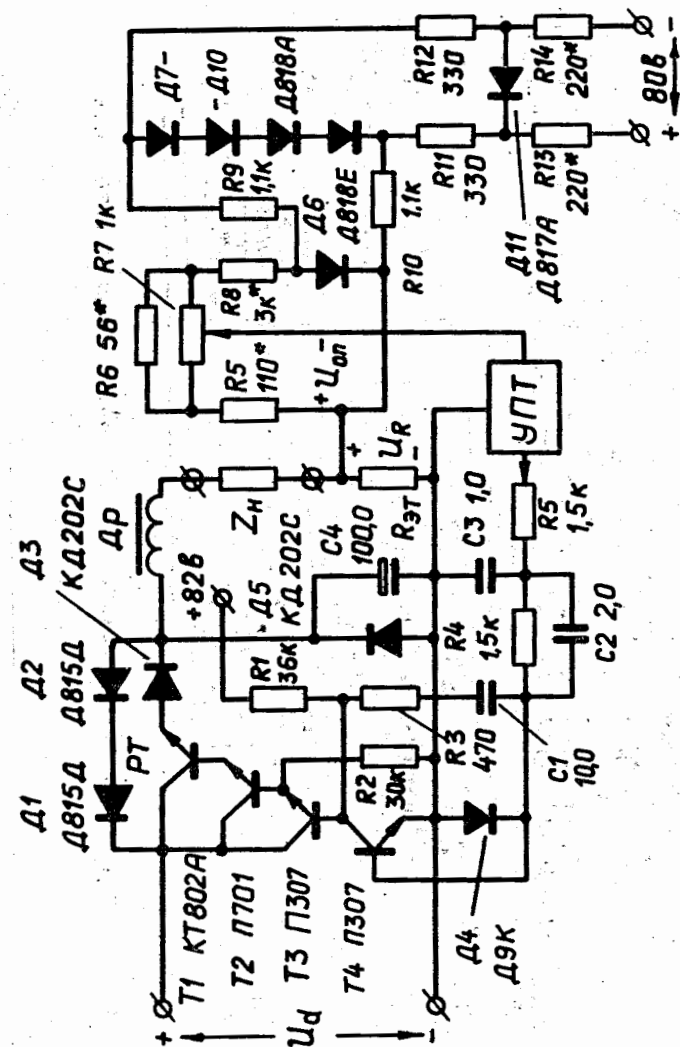 +
Ud
-
Т1 КТ802А
Т2 П701
Т3 П307
Т4 П307
Д1
Д815Д
Д2
Д815Д
Д3
КД202С
РТ
Др
+82В
R1
36к
R2
30к
R3
470
С1
10,0
Д4
Д9К
Д5
КД202С
Zн
С4
100,0
Rэт
+
UR
-
R4
1,5к
С3 1,0
С2 2,0
R5
1,5к
УПТ
+
Uоп
-
R6 56*
R7 1к
R5
110*
R8
3к*
R9
1,1к
Д6
Д818Е
R10
1,1к
Д7-
-Д10
Д818А
R12
330
R11
330
Д11
Д817А
R14
220*
R13
220*
+
80В
-